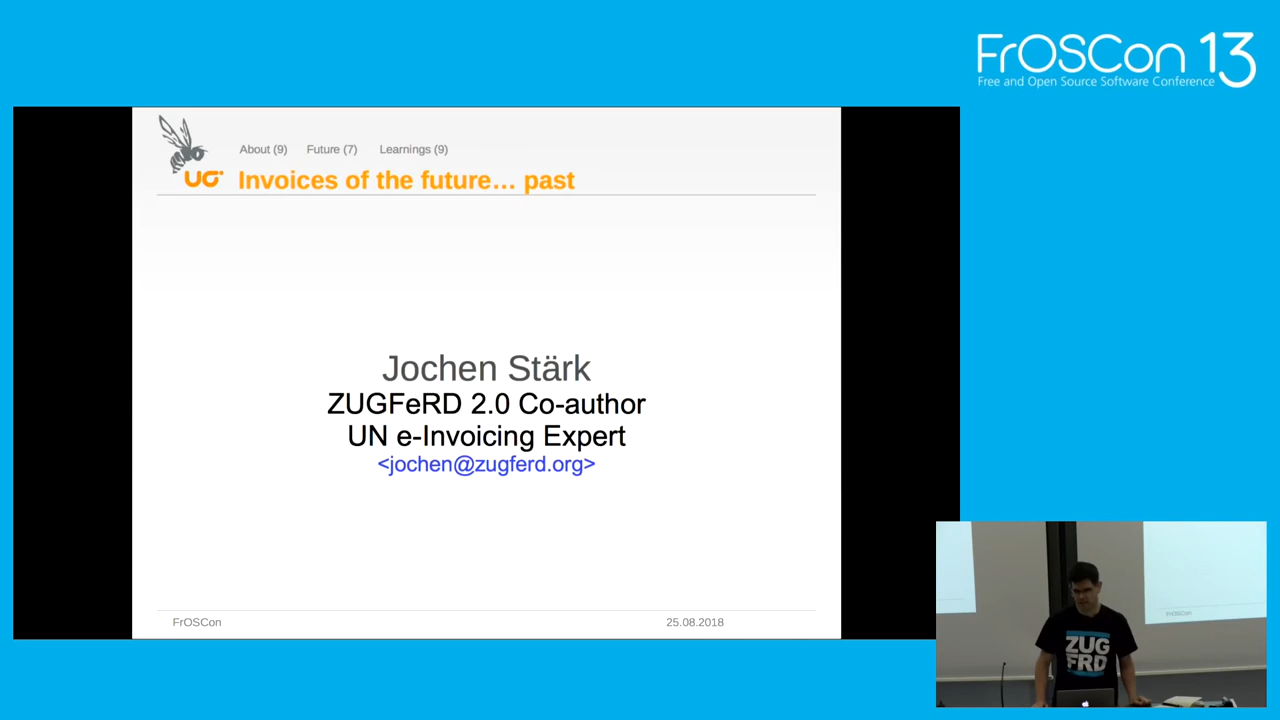 FrOSCon 13
Free and Open Source Software Conference
About (9) Future (7) Learnings (9)
UG
Invoices of the future… past
Jochen Stärk
ZUGFeRD 2.0 Co-author
UN e-Invoicing Expert
<jochen@zugferd.org>
FrOSCon 25.08.2018
FrOSCon
ZUG
FRD